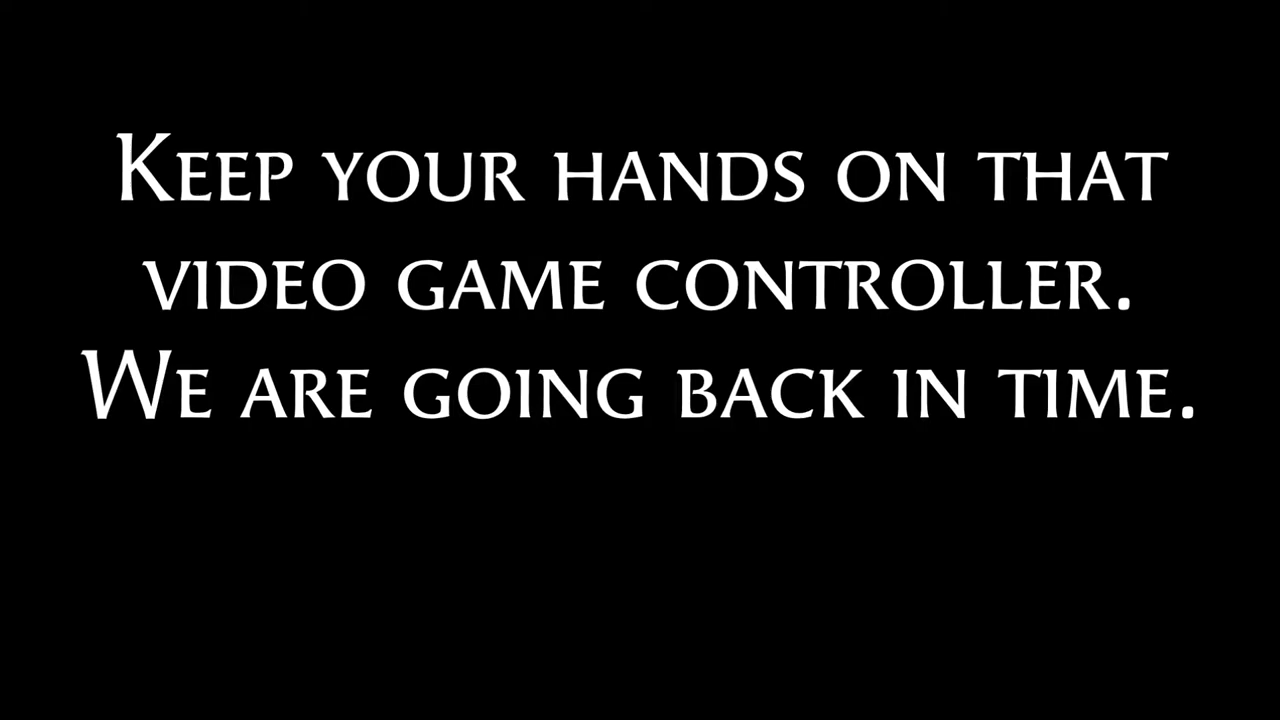 Keep your hands on that
video game controller.
We are going back in time.